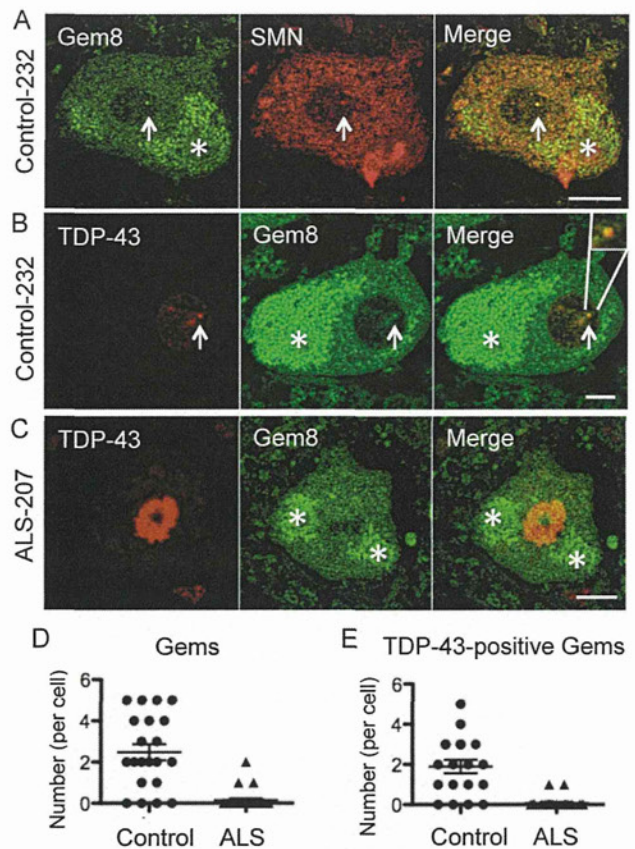 A
Gem8 SMN Merge
Control-232
B
TDP-43 Gem8 Merge
Control-232
C
TDP-43 Gem8 Merge
ALS-207
D Gems
Number (per cell)
6
4
2
0
Control ALS
E TDP-43-positive Gems
Number (per cell)
6
4
2
0
Control ALS